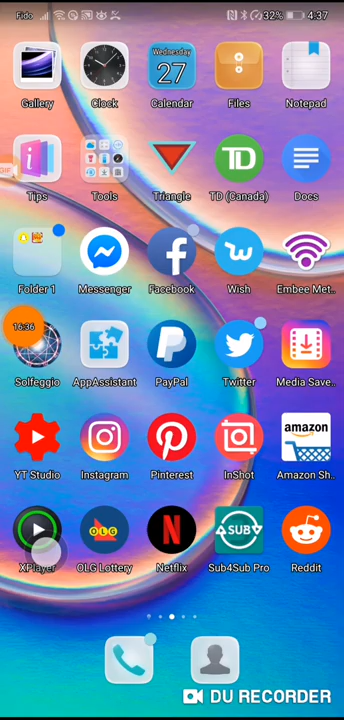 Fido 32% 4:37
Wednesday
27
Gallery Clock Calendar Files Notepad
GIF
TD
Tips Tools Triangle TD (Canada) Docs
Folder 1 Messenger Facebook Wish Embee Met..
16:36
Solfeggio AppAssistant PayPal Twitter Media Save..
amazon
YT Studio Instagram Pinterest InShot Amazon Sh..
OLG
SUB
XPlayer OLG Lottery Netflix Sub4Sub Pro Reddit
DU RECORDER